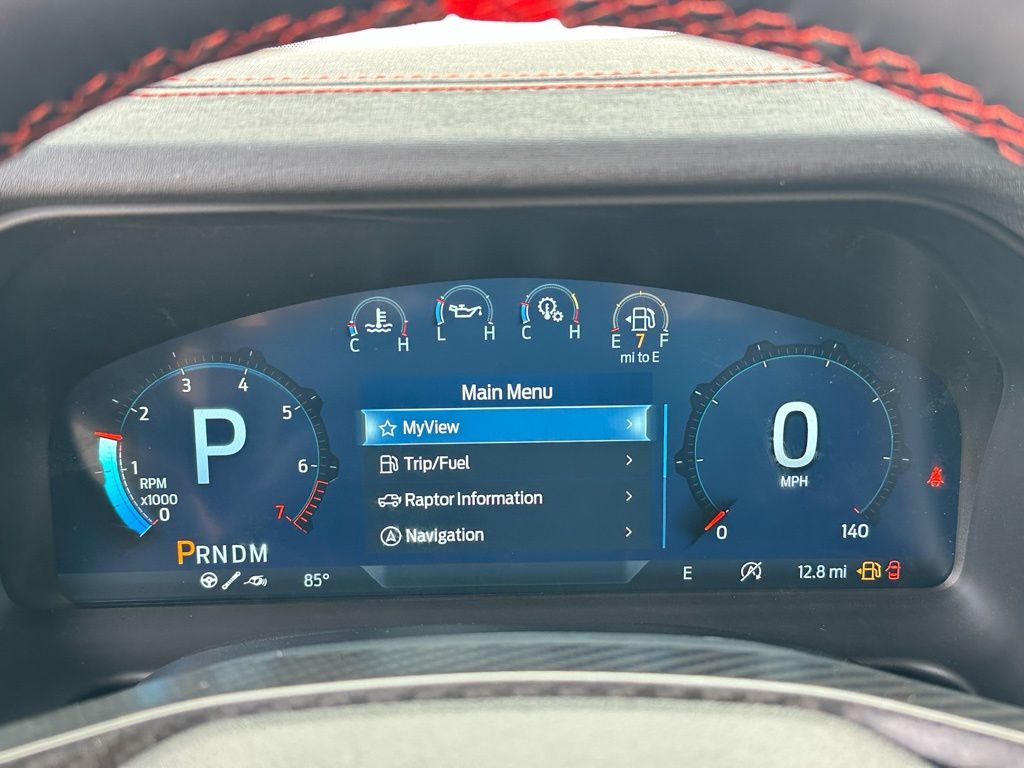 C H
L H
C H
E 7 F
mi to E
Main Menu
MyView
Trip/Fuel
Raptor Information
Navigation
P
1 2 3 4 5 6 7
RPM
x1000
0
PRNDM
85°
0
MPH
0 140
E
12.8 mi